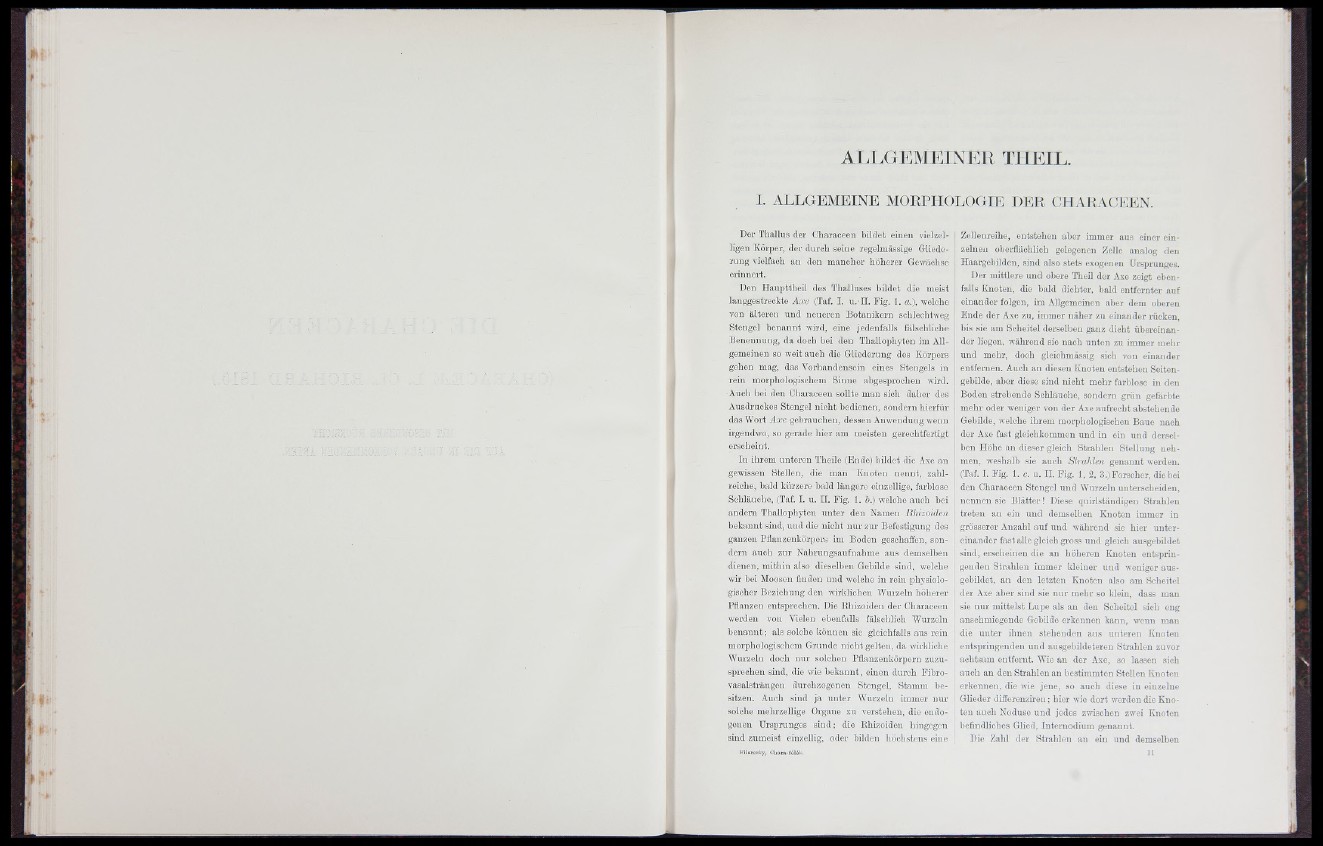 ALLGEMEINER THEIL.
I. ALLGEMEINE MORPHOLOGIE DER CHARACEEN.
Der Thallus der Characeen bildet einen vielzel-
ligen Körper, der durch seine regelmässige Gliede-
rung vielfach an den mancher höherer Gewächse
erinnert.
Den Haupttheil des Thalluses bildet die meist
langgestreckte Axe (Taf. I. u. II. Fig. 1. a.), welche
von älteren und neueren Botanikern schlechtweg
Stengel benannt wird, eine jedenfalls fälschliche
Benennung, da doch bei den Thallophyten im All-
gemeinen so weit auch die Gliederung des Körpers
gehen mag, das Vorhandensein eines Stengels in
rein morphologischem Sinne abgesprochen wird.
Auch bei den Characeen sollte man sich daher des
Ausdruckes Stengel nicht bedienen, sondern hierfür
das Wort Axe gebrauchen, dessen Anwendung wenn
irgendwo, so gerade hier am meisten gerechtfertigt
erscheint.
In ihrem unteren Theile (Ende) bildet die Axe an
gewissen Stellen, die man Knoten nennt, zahl-
reiche, bald kürzere bald längere einzellige, farblose
Schläuche, (Taf. I. u. II. Fig. 1. b.) welche auch bei
andern Thallophyten unter den Namen Rhizoiden
bekannt sind, und die nicht nur zur Befestigung des
ganzen Pflanzenkörpers im Boden geschaffen, son-
dern auch zur Nahrungsaufnahme aus demselben
dienen, mithin also dieselben Gebilde sind, welche
wir bei Moosen finden und welche in rein physiolo-
gischer Beziehung den wirklichen Wurzeln höherer
Pflanzen entsprechen. Die Rhizoiden der Characeen
werden von Vielen ebenfalls fälschlich Wurzeln
benannt; als solche können sie gleichfalls aus rein
morphologischem Grunde nicht gelten, da wirkliche
Wurzeln doch nur solchen Pflanzenkörpern zuzu-
sprechen sind, die wie bekannt, einen durch Fibro-
vasalsträngen durchzogenen Stengel, Stamm be-
sitzen. Auch sind ja unter Wurzeln immer nur
solche mehrzellige Organe zu verstehen, die endo-
genen Ursprunges sind; die Rhizoiden hingegen
sind zumeist einzellig, oder bilden höchstens eine
Zellenreihe, entstehen aber immer aus einer ein-
zelnen oberflächlich gelegenen Zelle analog den
Haargebilden, sind also stets exogenen Ursprunges.
Der mittlere und obere Theil der Axe zeigt eben-
falls Knoten, die bald dichter, bald entfernter auf
einander folgen, im Allgemeinen aber dem oberen
Ende der Axe zu, immer näher zu einander rücken,
bis sie am Scheitel derselben ganz dicht übereinan-
der liegen, während sie nach unten zu immer mehr
und mehr, doch gleichmässig sich von einander
entfernen. Auch an diesen Knoten entstehen Seiten-
gebilde, aber diese sind nicht mehr farblose in den
Boden strebende Schläuche, sondern grün gefärbte
mehr oder weniger von der Axe aufrecht abstehende
Gebilde, welche ihrem morphologischen Baue nach
der Axe fast gleichkommen und in ein und dersel-
ben Höhe an dieser gleich Strahlen Stellung neh-
men, weshalb sie auch Strahlen genannt werden.
(Taf. I. Fig. 1. c. u. II. Fig. 1, 2, 3.) Forscher, die bei
den Characeen Stengel und Wurzeln unterscheiden,
nennen sie Blätter! Diese quirlständigen Strahlen
treten an ein und demselben Knoten immer in
grösserer Anzahl auf und während sie hier unter-
einander fast alle gleich gross und gleich ausgebildet
sind, erscheinen die an höheren Knoten entsprin-
genden Strahlen immer kleiner und weniger aus-
gebildet, an den letzten Knoten also am Scheitel
der Axe aber sind sie nur mehr so klein, dass man
sie nur mittelst Lupe als an den Scheitel sich eng
anschmiegende Gebilde erkennen kann, wenn man
die unter ihnen stehenden aus unteren Knoten
entspringenden und ausgebildeteren Strahlen zuvor
achtsam entfernt. Wie an der Axe, so lassen sich
auch an den Strahlen an bestimmten Stellen Knoten
erkennen, die wie jene, so auch diese in einzelne
Glieder differenziren; hier wie dort werden die Kno-
ten auch Noduse und jedes zwischen zwei Knoten
befindliches Glied, Internodium genannt.
Die Zahl der Strahlen an ein und demselben